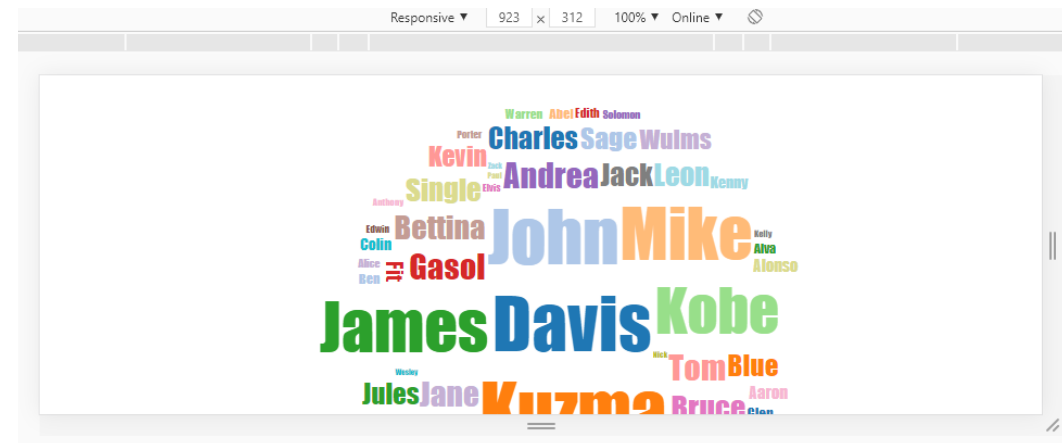 Responsive ▼ 923 x 312 100% ▼ Online ▼
Warren Abel Edith Solomon
Porter Charles Sage Wulms
Kevin Zack Paul Andrea Jack Leon Kenny
Single Elvis
Anthony
Edwin Bettina John Mike Kelly
Colin Alva
Alice Fit Gasol Alonso
Ben
James Davis Kobe
Nick Tom Blue
Wesley
Jules Jane Kuzma Bruce Aaron
Glen